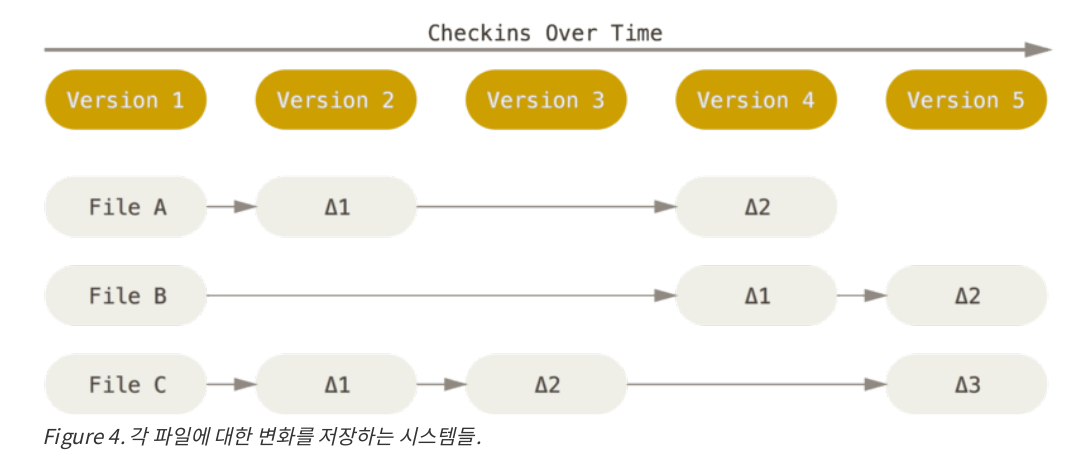 Checkins Over Time
Version 1 Version 2 Version 3 Version 4 Version 5
File A Δ1 Δ2
File B Δ1 Δ2
File C Δ1 Δ2 Δ3
Figure 4. 각 파일에 대한 변화를 저장하는 시스템들.